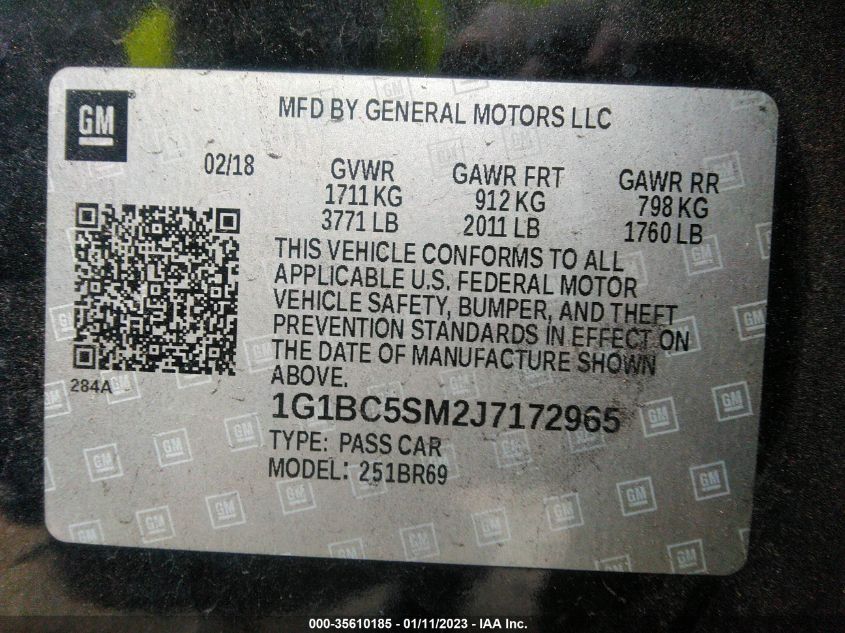 GM
MFD BY GENERAL MOTORS LLC
02/18
GVWR
1711 KG
3771 LB
GAWR FRT
912 KG
2011 LB
GAWR RR
798 KG
1760 LB
THIS VEHICLE CONFORMS TO ALL
APPLICABLE U.S. FEDERAL MOTOR
VEHICLE SAFETY, BUMPER, AND THEFT
PREVENTION STANDARDS IN EFFECT ON
THE DATE OF MANUFACTURE SHOWN
ABOVE.
284A
1G1BC5SM2J7172965
TYPE: PASS CAR
MODEL: 251BR69
000-35610185 - 01/11/2023 - IAA Inc.